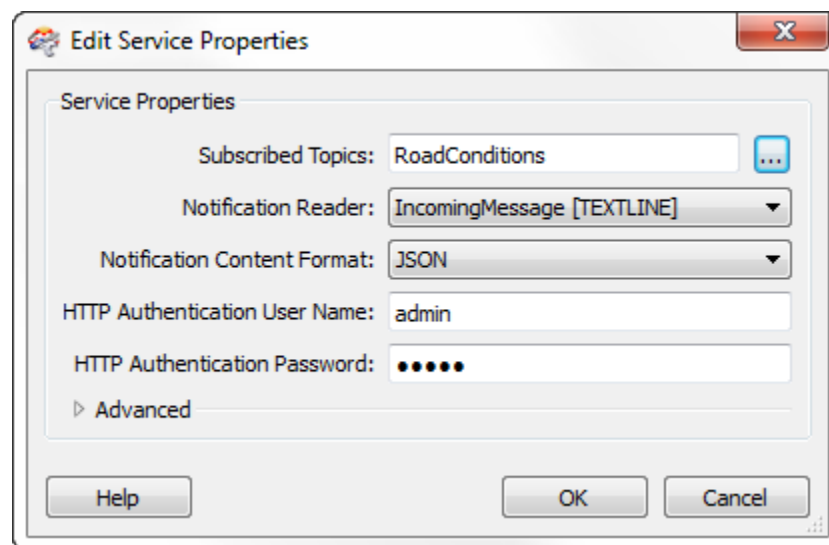 Edit Service Properties
Service Properties
Subscribed Topics: RoadConditions ...
Notification Reader: IncomingMessage [TEXTLINE]
Notification Content Format: JSON
HTTP Authentication User Name: admin
HTTP Authentication Password: •••••
Advanced
Help OK Cancel